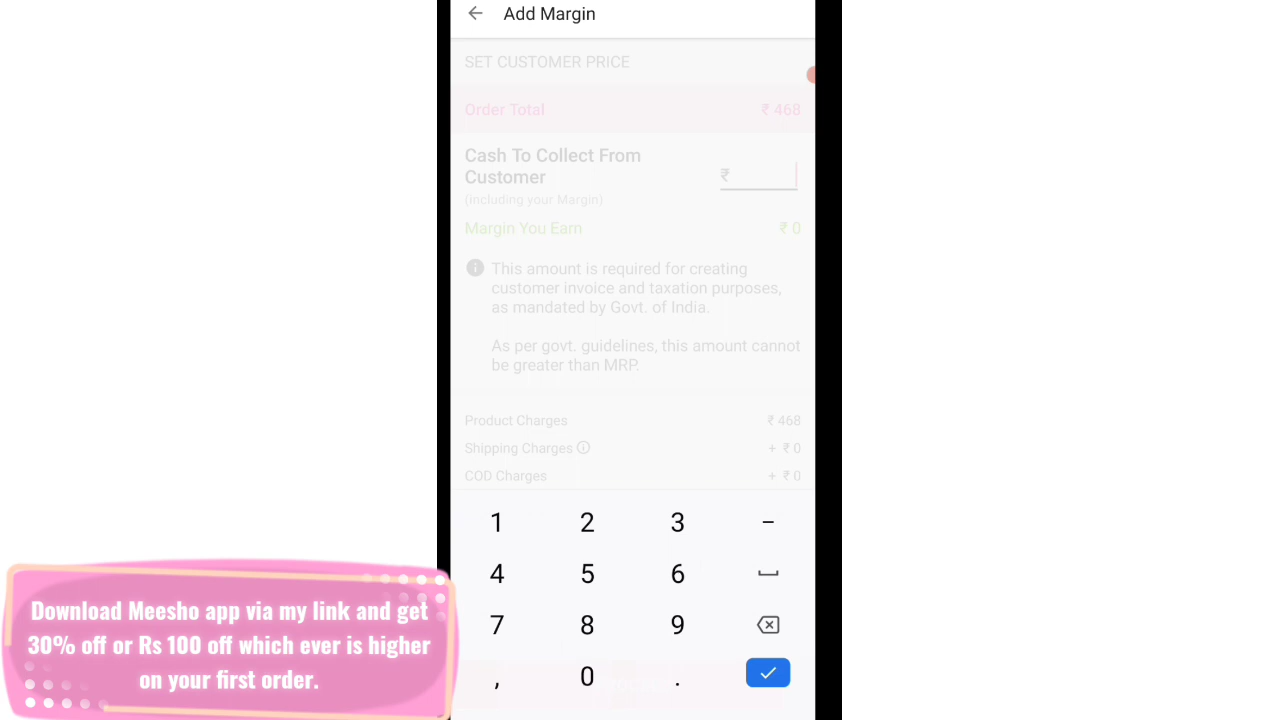 Add Margin
SET CUSTOMER PRICE
Order Total ₹ 468
Cash To Collect From
Customer ₹
(including your Margin)
Margin You Earn ₹ 0
This amount is required for creating
customer invoice and taxation purposes,
as mandated by Govt. of India.
As per govt. guidelines, this amount cannot
be greater than MRP.
Product Charges ₹ 468
Shipping Charges + ₹ 0
COD Charges + ₹ 0
1 2 3 –
4 5 6
7 8 9
, 0 .
Download Meesho app via my link and get
30% off or Rs 100 off which ever is higher
on your first order.